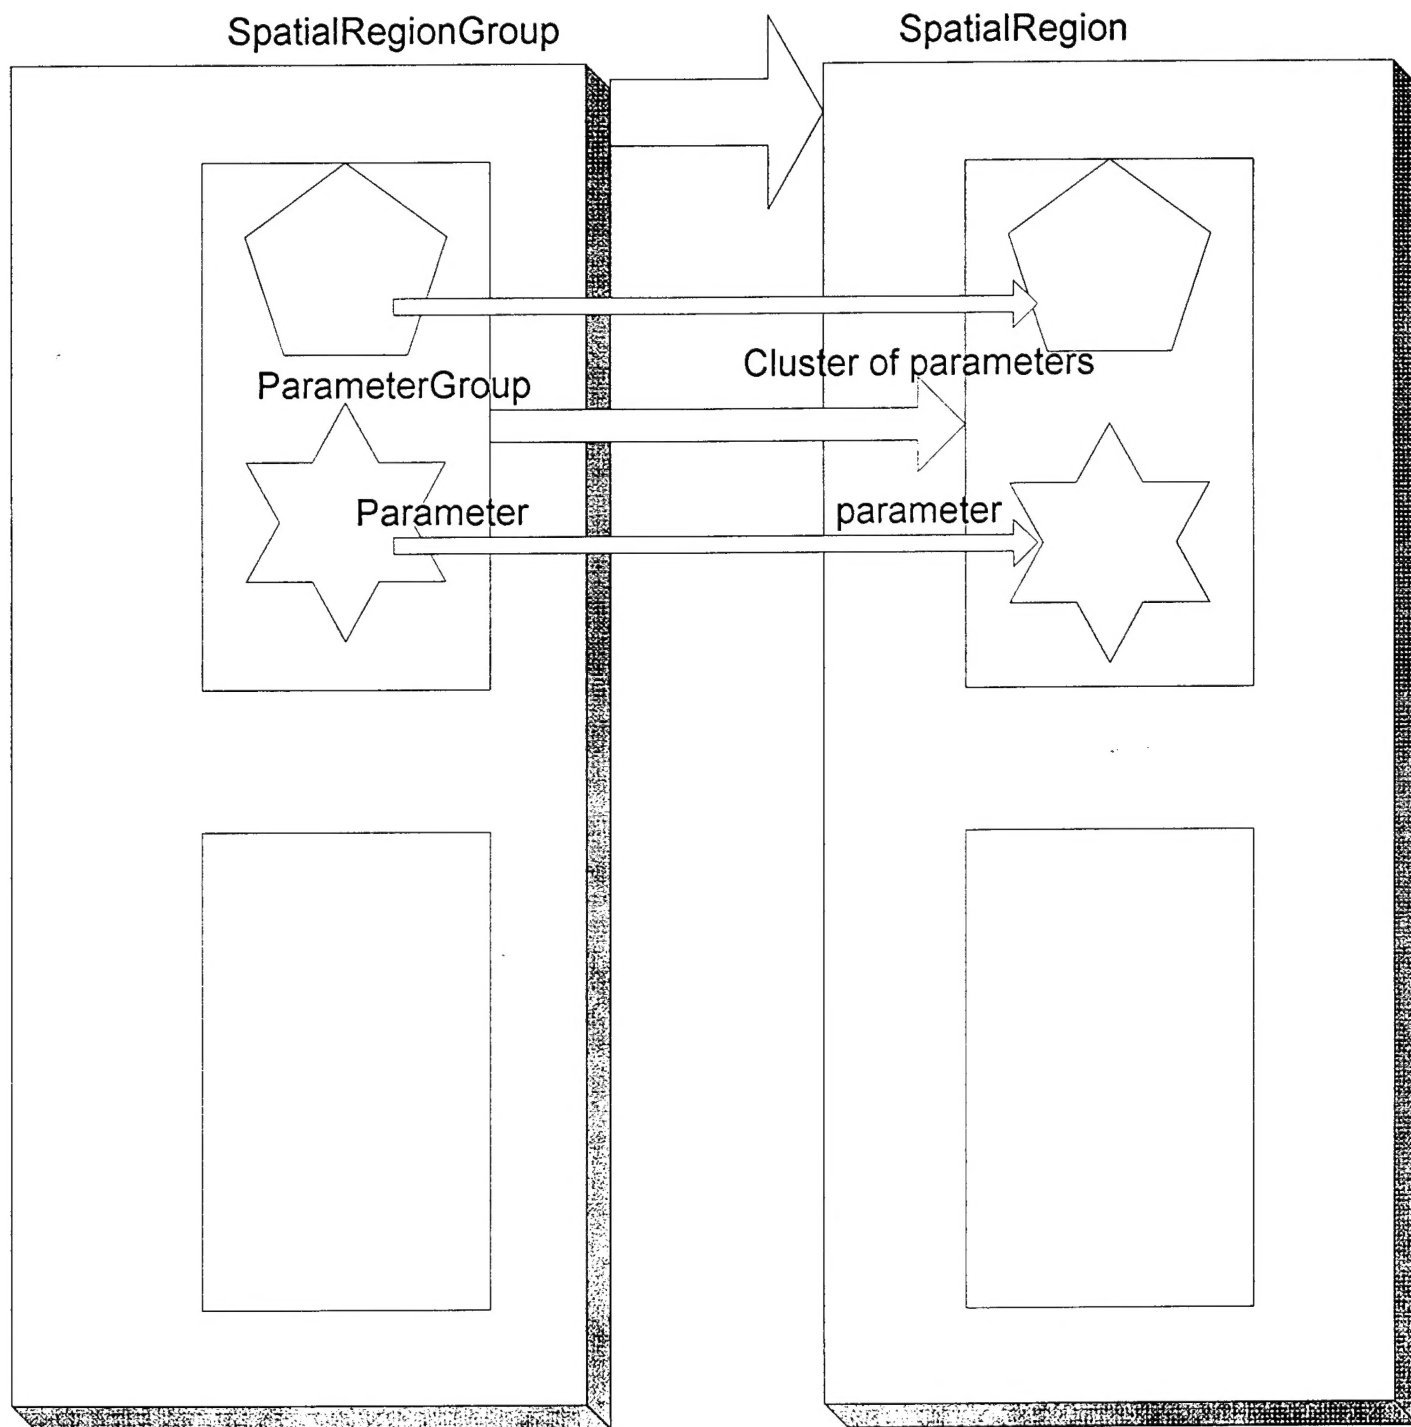 SpatialRegionGroup
SpatialRegion
Cluster of parameters
ParameterGroup
Parameter
parameter